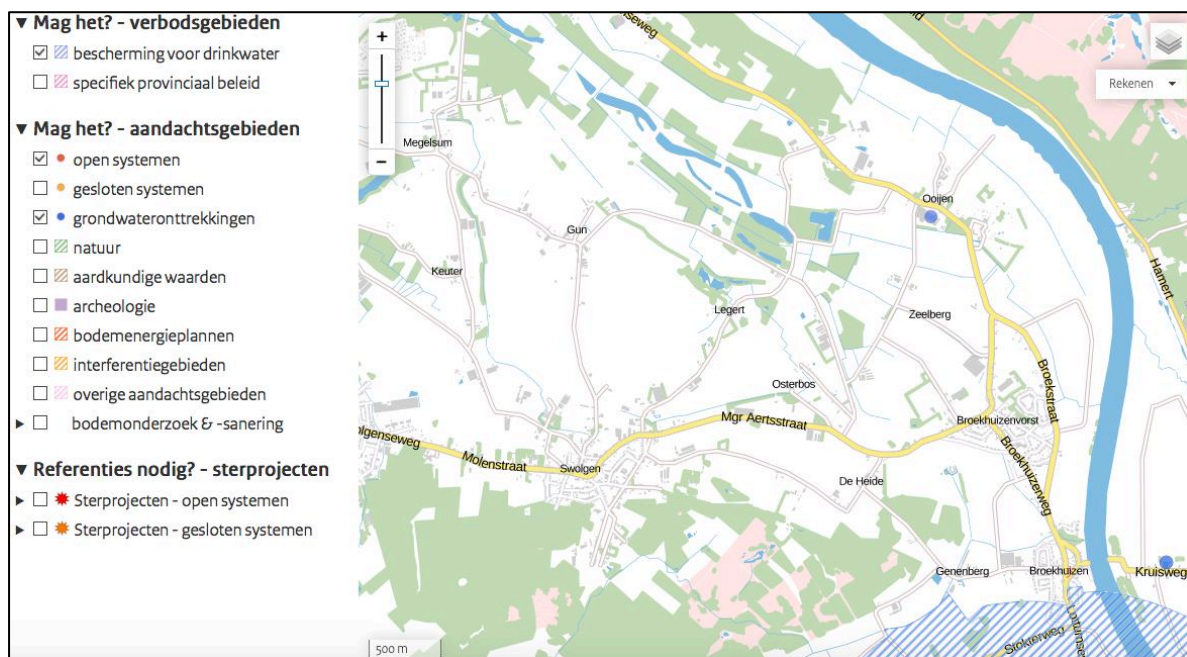 ▼ Mag het? - verbodsgebieden
bescherming voor drinkwater
specifiek provinciaal beleid
▼ Mag het? - aandachtsgebieden
open systemen
gesloten systemen
grondwateronttrekkingen
natuur
aardkundige waarden
archeologie
bodemenergieplannen
interferentiegebieden
overige aandachtsgebieden
bodemonderzoek & -sanering
▼ Referenties nodig? - sterprojecten
Sterprojecten - open systemen
Sterprojecten - gesloten systemen
+
−
Rekenen
Megelsum
Ooijen
Gun
Hamert
Keuter
Legert
Zeelberg
Osterbos
Broekstraat
Mgr Aertsstraat
Broekhuizenvorst
Molenstraat
Swolgen
De Heide
Broekhuizerweg
Genenberg
Broekhuizen
Kruisweg
Stokterweg
500 m